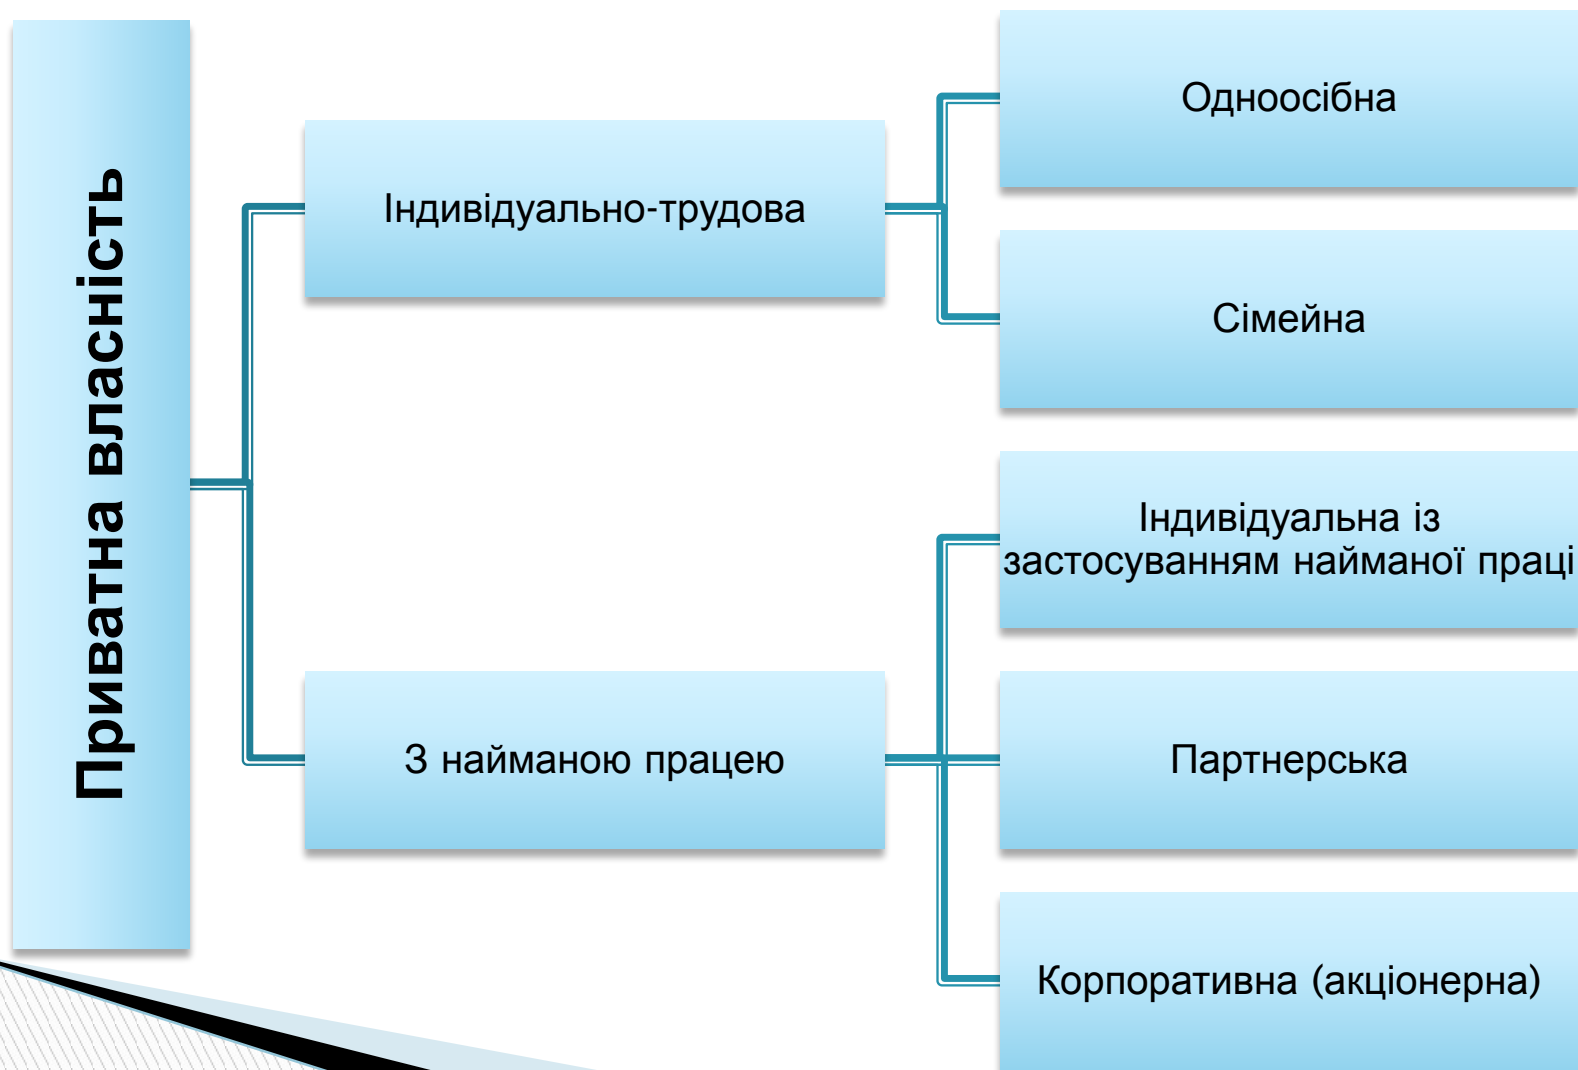 Приватна власність
Індивідуально-трудова
Одноосібна
Сімейна
З найманою працею
Індивідуальна із
застосуванням найманої праці
Партнерська
Корпоративна (акціонерна)